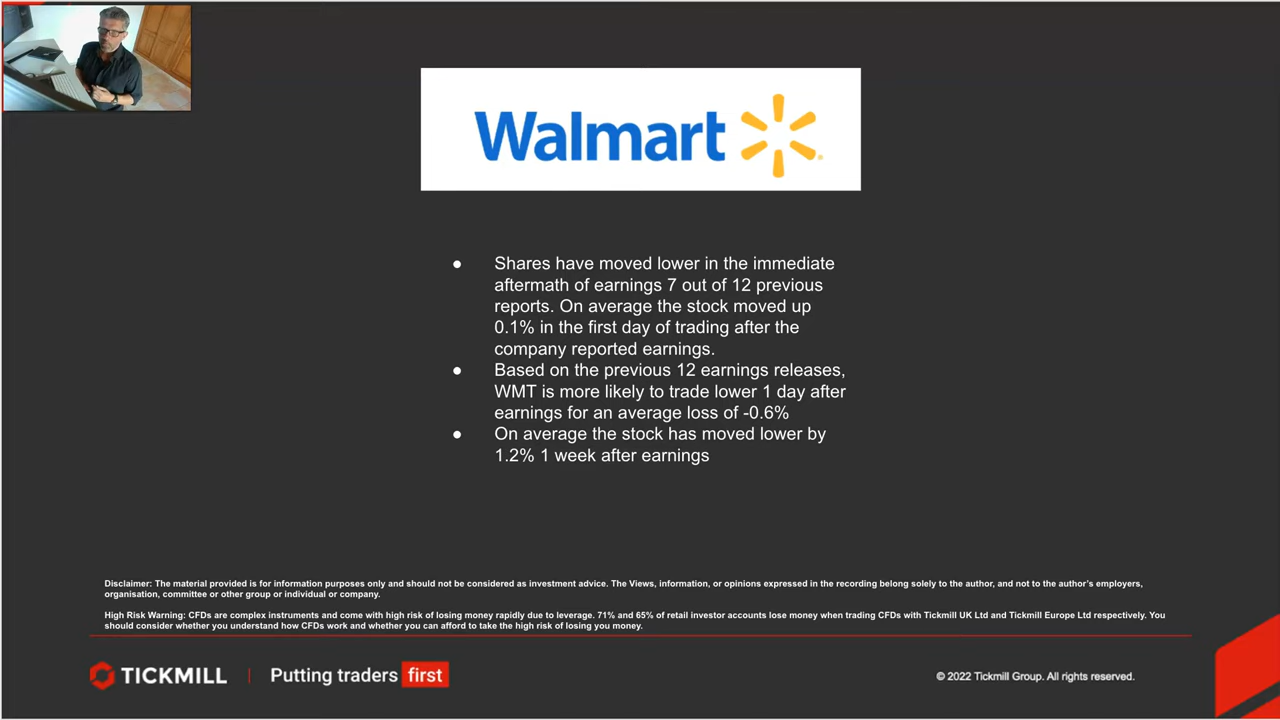 Walmart
● Shares have moved lower in the immediate
aftermath of earnings 7 out of 12 previous
reports. On average the stock moved up
0.1% in the first day of trading after the
company reported earnings.
● Based on the previous 12 earnings releases,
WMT is more likely to trade lower 1 day after
earnings for an average loss of -0.6%
● On average the stock has moved lower by
1.2% 1 week after earnings
Disclaimer: The material provided is for information purposes only and should not be considered as investment advice. The Views, information, or opinions expressed in the recording belong solely to the author, and not to the author's employers,
organisation, committee or other group or individual or company.
High Risk Warning: CFDs are complex instruments and come with high risk of losing money rapidly due to leverage. 71% and 65% of retail investor accounts lose money when trading CFDs with Tickmill UK Ltd and Tickmill Europe Ltd respectively. You
should consider whether you understand how CFDs work and whether you can afford to take the high risk of losing you money.
TICKMILL | Putting traders first
© 2022 Tickmill Group. All rights reserved.